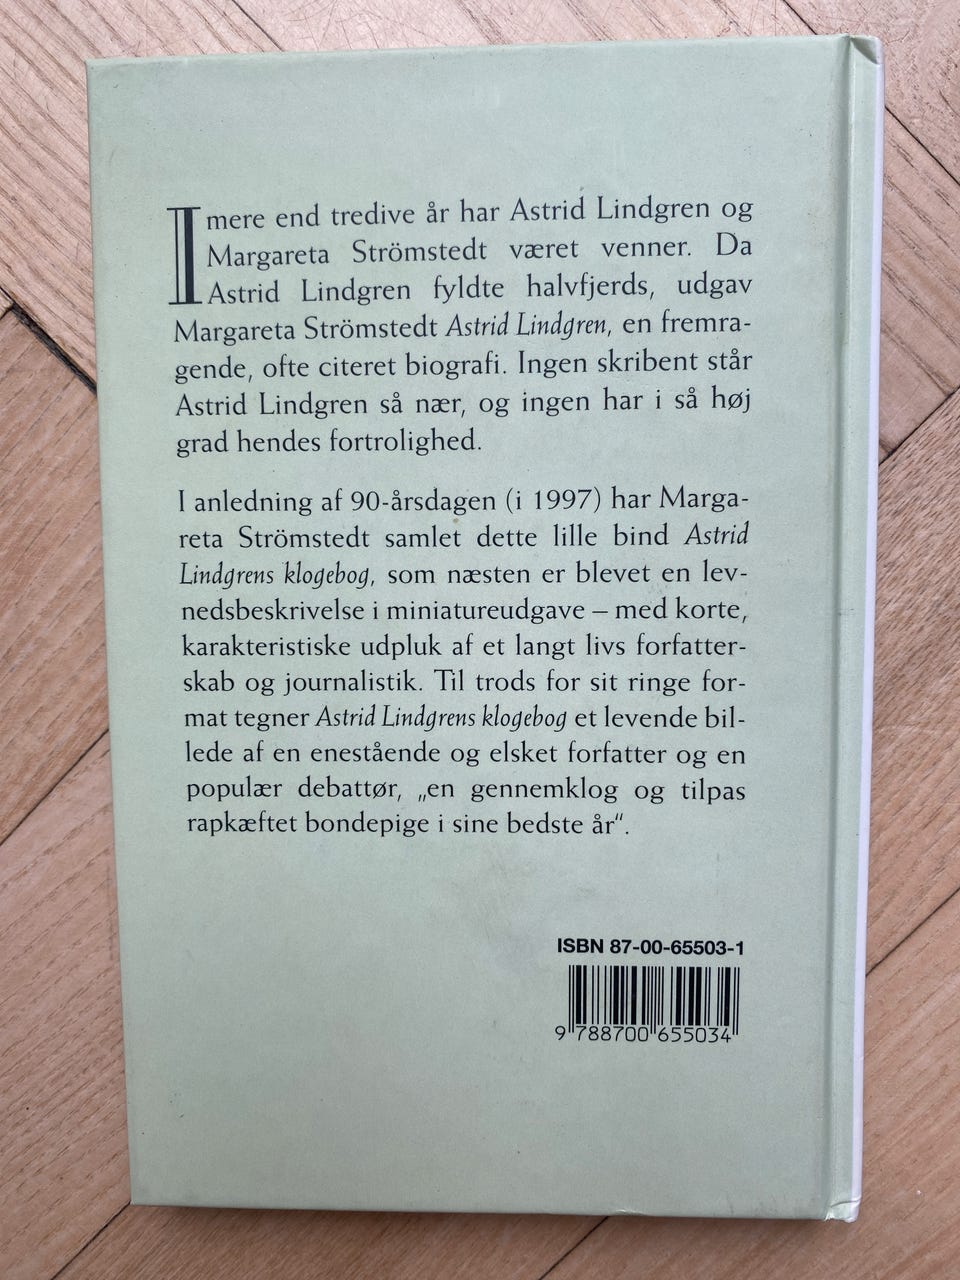 I mere end tredive år har Astrid Lindgren og
Margareta Strömstedt været venner. Da
Astrid Lindgren fyldte halvfjerds, udgav
Margareta Strömstedt Astrid Lindgren, en fremra-
gende, ofte citeret biografi. Ingen skribent står
Astrid Lindgren så nær, og ingen har i så høj
grad hendes fortrolighed.
I anledning af 90-årsdagen (i 1997) har Marga-
reta Strömstedt samlet dette lille bind Astrid
Lindgrens klogebog, som næsten er blevet en lev-
nedsbeskrivelse i miniatureudgave – med korte,
karakteristiske udpluk af et langt livs forfatter-
skab og journalistik. Til trods for sit ringe for-
mat tegner Astrid Lindgrens klogebog et levende bil-
lede af en enestående og elsket forfatter og en
populær debattør, „en gennemklog og tilpas
rapkæftet bondepige i sine bedste år“.
ISBN 87-00-65503-1
9 788700 655034